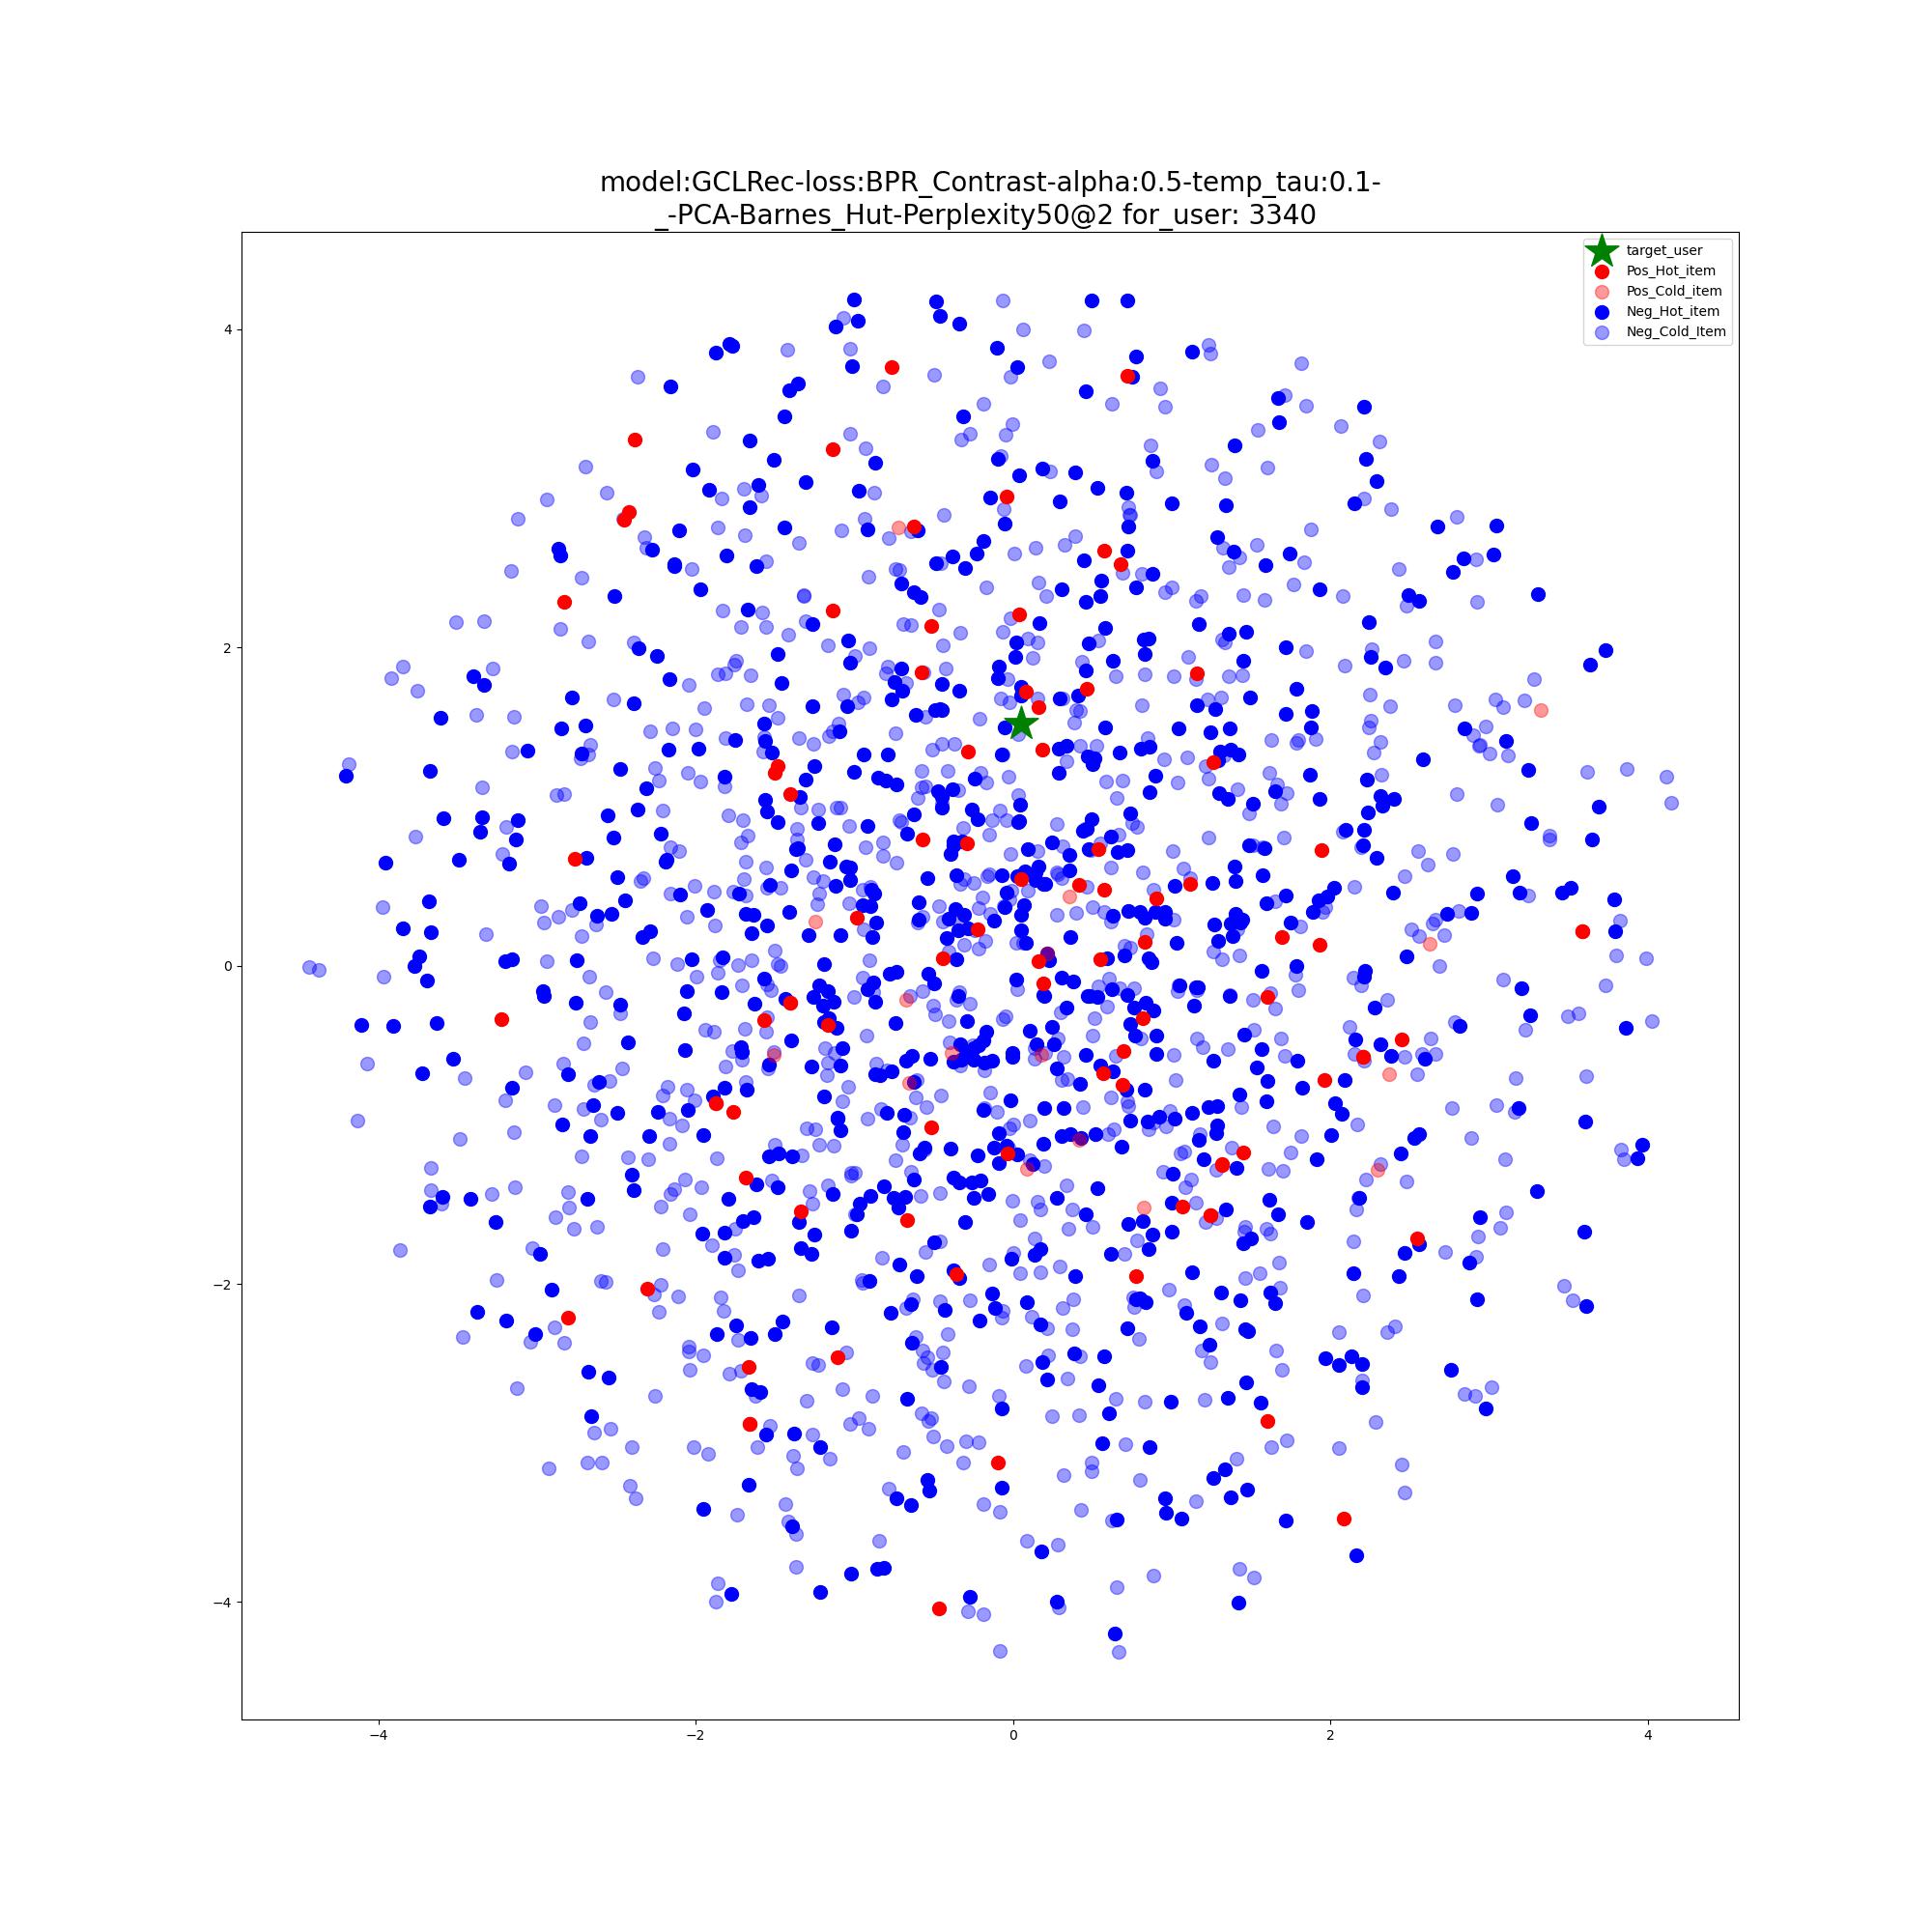 model:GCLRec-loss:BPR_Contrast-alpha:0.5-temp_tau:0.1-
_-PCA-Barnes_Hut-Perplexity50@2 for_user: 3340
target_user
Pos_Hot_item
Pos_Cold_item
Neg_Hot_item
Neg_Cold_Item
4
2
0
−2
−4
−4
−2
0
2
4